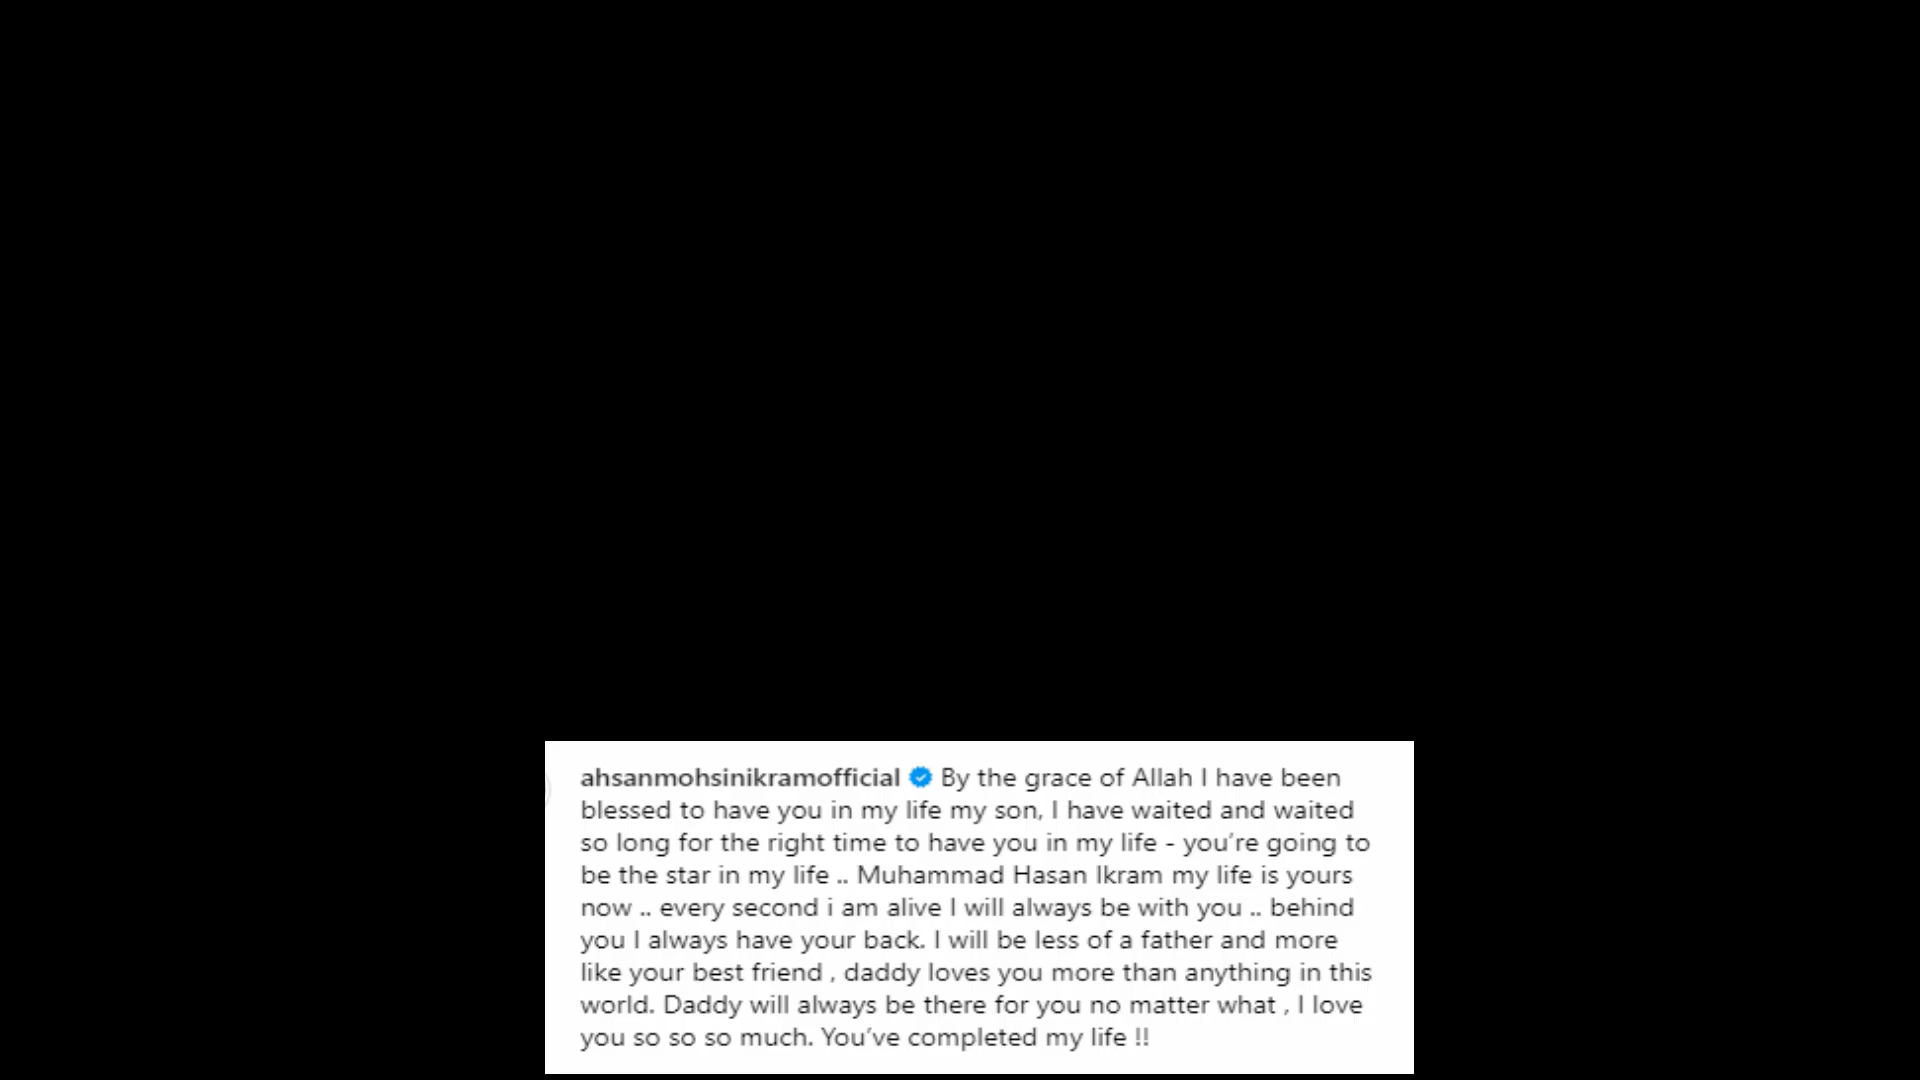 ahsanmohsinikramofficial By the grace of Allah I have been
blessed to have you in my life my son, I have waited and waited
so long for the right time to have you in my life - you’re going to
be the star in my life .. Muhammad Hasan Ikram my life is yours
now .. every second i am alive I will always be with you .. behind
you I always have your back. I will be less of a father and more
like your best friend , daddy loves you more than anything in this
world. Daddy will always be there for you no matter what , I love
you so so so much. You’ve completed my life !!